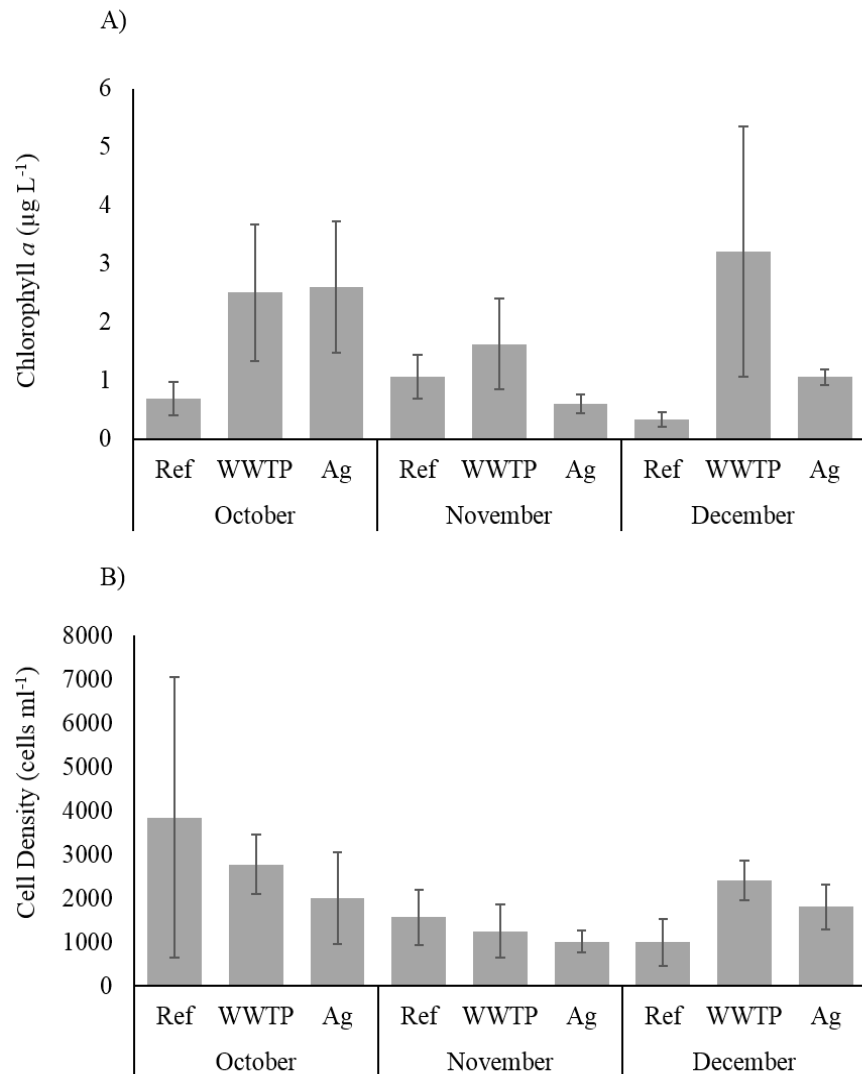 A)
Chlorophyll a (µg L⁻¹)
6
5
4
3
2
1
0
Ref WWTP Ag Ref WWTP Ag Ref WWTP Ag
October November December
B)
Cell Density (cells ml⁻¹)
8000
7000
6000
5000
4000
3000
2000
1000
0
Ref WWTP Ag Ref WWTP Ag Ref WWTP Ag
October November December